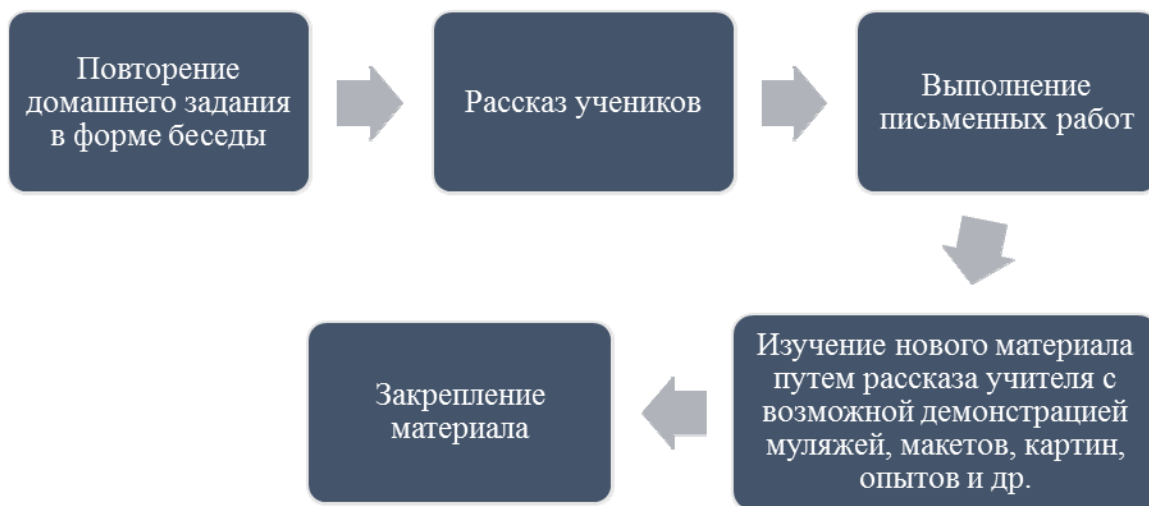 Повторение
домашнего задания
в форме беседы
Рассказ учеников
Выполнение
письменных работ
Изучение нового материала
путем рассказа учителя с
возможной демонстрацией
муляжей, макетов, картин,
опытов и др.
Закрепление
материала